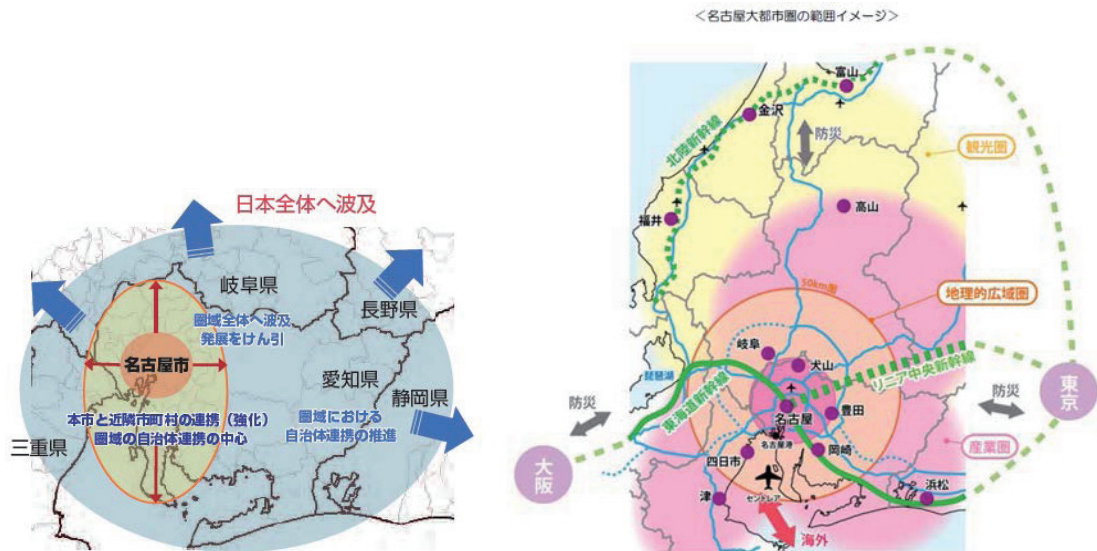 <名古屋大都市圏の範囲イメージ>
日本全体へ波及
岐阜県
長野県
圏域全体へ波及
発展をけん引
名古屋市
愛知県
静岡県
本市と近隣市町村の連携（強化）
圏域の自治体連携の中心
圏域における
自治体連携の推進
三重県
富山
金沢
北陸新幹線
防災
観光圏
福井
高山
50km圏
地理的広域圏
岐阜
犬山
琵琶湖
東海道新幹線
リニア中央新幹線
東京
防災
名古屋
豊田
名古屋港
岡崎
四日市
産業圏
防災
大阪
津
セントレア
浜松
海外